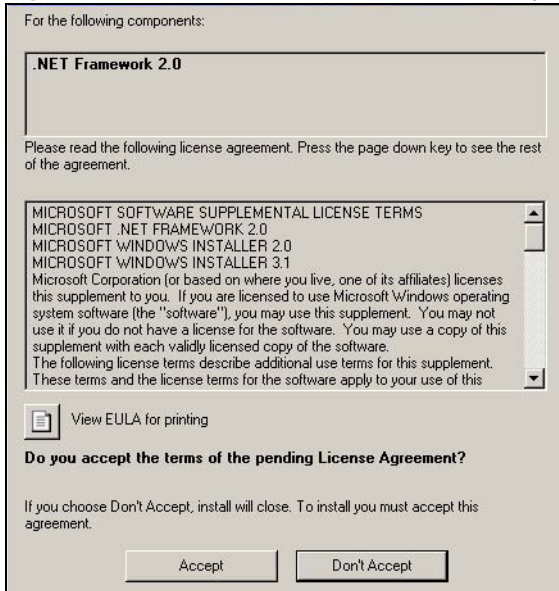 For the following components:
.NET Framework 2.0
Please read the following license agreement. Press the page down key to see the rest
of the agreement.
MICROSOFT SOFTWARE SUPPLEMENTAL LICENSE TERMS
MICROSOFT .NET FRAMEWORK 2.0
MICROSOFT WINDOWS INSTALLER 2.0
MICROSOFT WINDOWS INSTALLER 3.1
Microsoft Corporation (or based on where you live, one of its affiliates) licenses
this supplement to you.  If you are licensed to use Microsoft Windows operating
system software (the "software"), you may use this supplement.  You may not
use it if you do not have a license for the software.  You may use a copy of this
supplement with each validly licensed copy of the software.
The following license terms describe additional use terms for this supplement.
These terms and the license terms for the software apply to your use of this
View EULA for printing
Do you accept the terms of the pending License Agreement?
If you choose Don't Accept, install will close. To install you must accept this
agreement.
Accept
Don't Accept